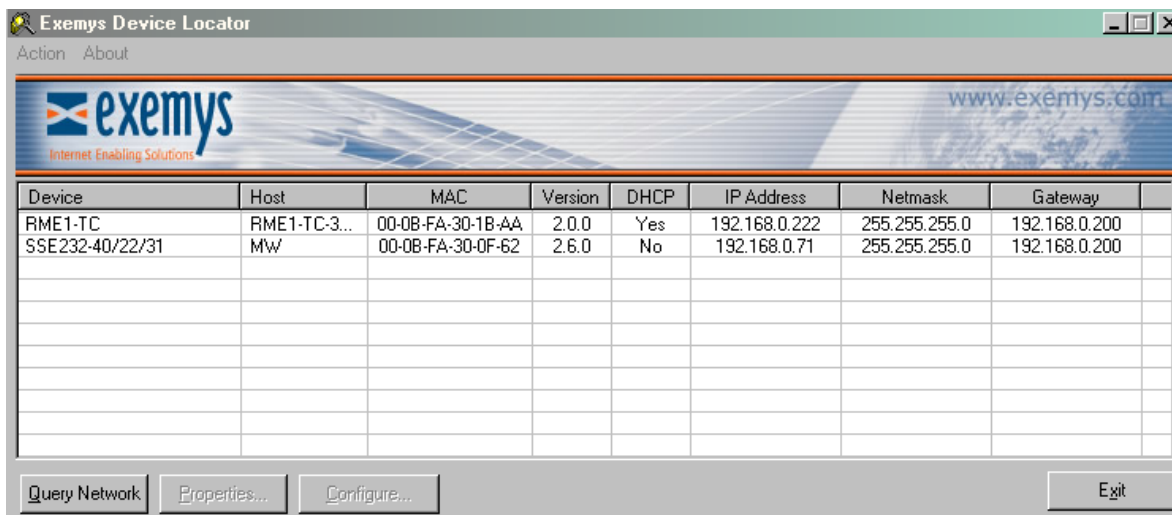 Exemys Device Locator
Action About
exemys
Internet Enabling Solutions
www.exemys.com
Device Host MAC Version DHCP IP Address Netmask Gateway
RME1-TC RME1-TC-3... 00-0B-FA-30-1B-AA 2.0.0 Yes 192.168.0.222 255.255.255.0 192.168.0.200
SSE232-40/22/31 MW 00-0B-FA-30-0F-62 2.6.0 No 192.168.0.71 255.255.255.0 192.168.0.200
Query Network Properties... Configure... Exit